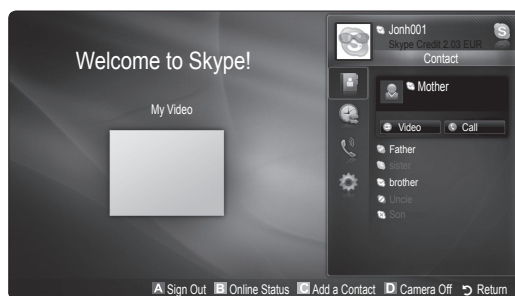 Welcome to Skype!
My Video
Jonh001
Skype Credit 2.03 EUR
Contact
Mother
Video
Call
Father
sister
brother
Uncle
Son
A Sign Out B Online Status C Add a Contact D Camera Off Return